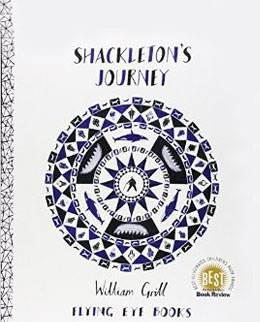 SHACKLETON'S
JOURNEY
William Grill
FLYING EYE BOOKS
BEST
Book Review